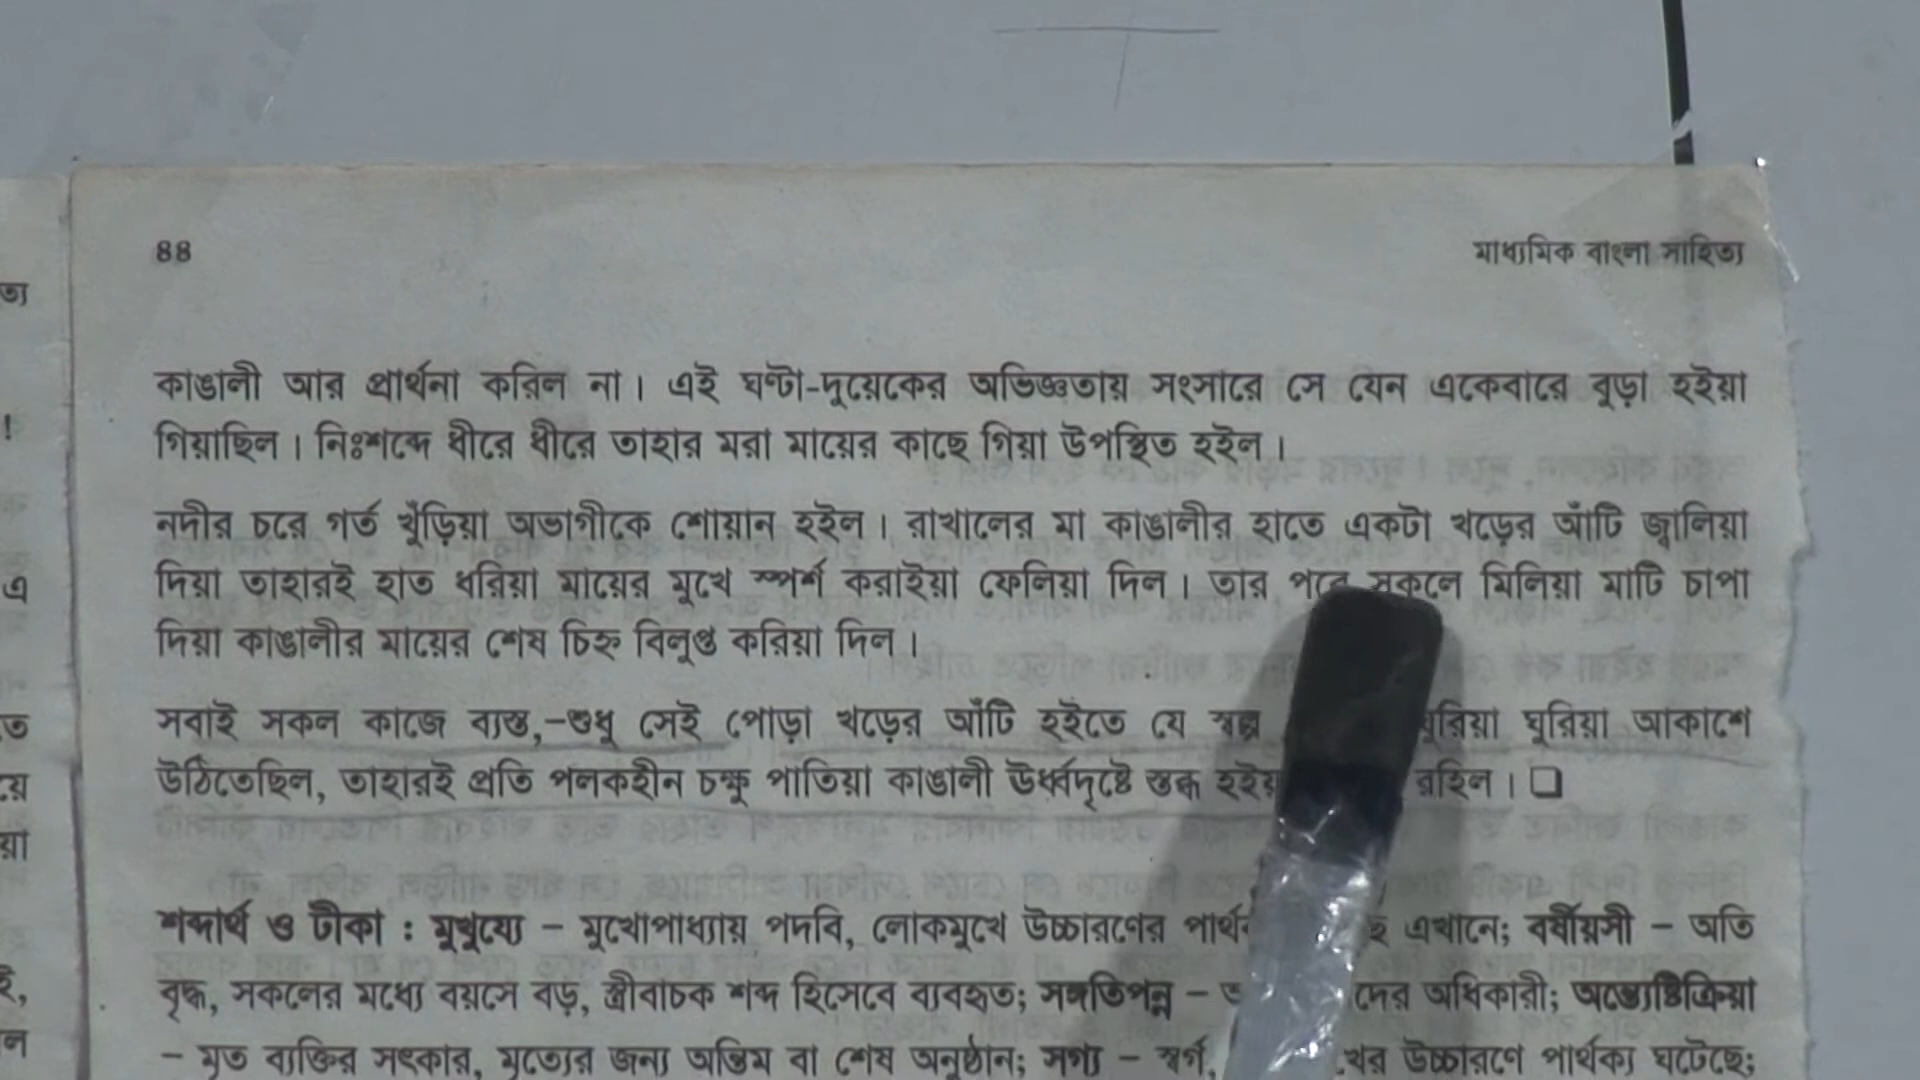 ৪৪
মাধ্যমিক বাংলা সাহিত্য
কাঙালী আর প্রার্থনা করিল না। এই ঘণ্টা-দুয়েকের অভিজ্ঞতায় সংসারে সে যেন একেবারে বুড়া হইয়া
গিয়াছিল। নিঃশব্দে ধীরে ধীরে তাহার মরা মায়ের কাছে গিয়া উপস্থিত হইল।
নদীর চরে গর্ত খুঁড়িয়া অভাগীকে শোয়ান হইল। রাখালের মা কাঙালীর হাতে একটা খড়ের আঁটি জ্বালিয়া
দিয়া তাহারই হাত ধরিয়া মায়ের মুখে স্পর্শ করাইয়া ফেলিয়া দিল। তার পরে সকলে মিলিয়া মাটি চাপা
দিয়া কাঙালীর মায়ের শেষ চিহ্ন বিলুপ্ত করিয়া দিল।
সবাই সকল কাজে ব্যস্ত,-শুধু সেই পোড়া খড়ের আঁটি হইতে যে স্বল্প ঘুরিয়া ঘুরিয়া আকাশে
উঠিতেছিল, তাহারই প্রতি পলকহীন চক্ষু পাতিয়া কাঙালী ঊর্ধ্বদৃষ্টে স্তব্ধ রহিল।
শব্দার্থ ও টীকা : মুখুয্যে – মুখোপাধ্যায় পদবি, লোকমুখে উচ্চারণের এখানে; বর্ষীয়সী – অতি
বৃদ্ধ, সকলের মধ্যে বয়সে বড়, স্ত্রীবাচক শব্দ হিসেবে ব্যবহৃত; সঙ্গতিপন্ন – অধিকারী; অন্ত্যেষ্টিক্রিয়া
– মৃত ব্যক্তির সৎকার, মৃত্যের জন্য অন্তিম বা শেষ অনুষ্ঠান; সগ্য – স্বর্গ, উচ্চারণে পার্থক্য ঘটেছে;